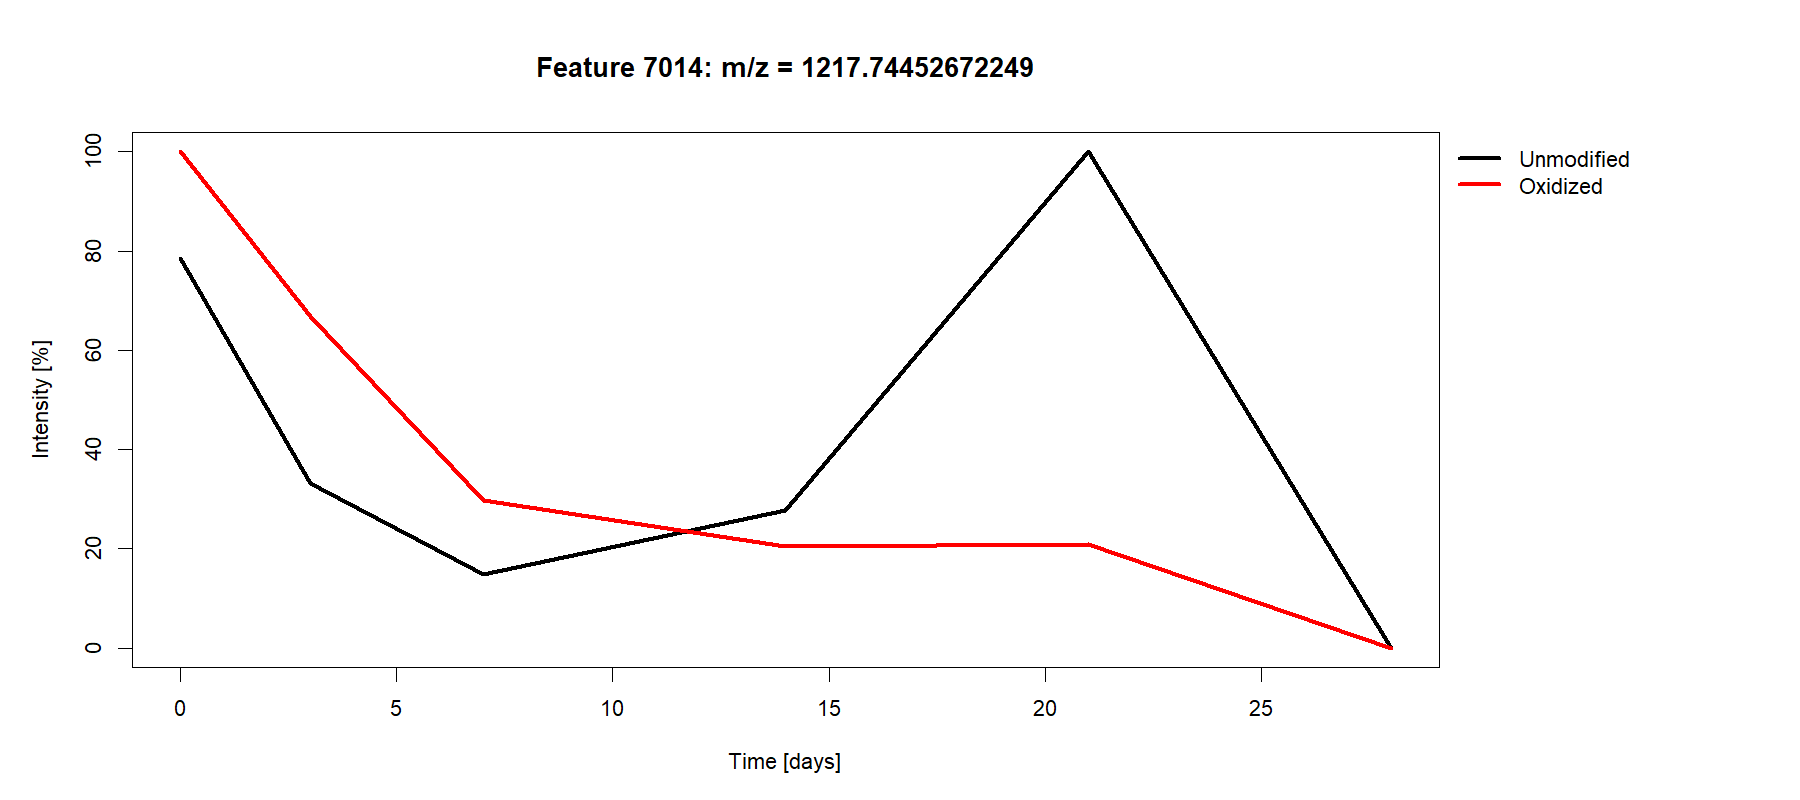 Feature 7014: m/z = 1217.74452672249
Unmodified
Oxidized
Intensity [%]
100
80
60
40
20
0
0 5 10 15 20 25
Time [days]